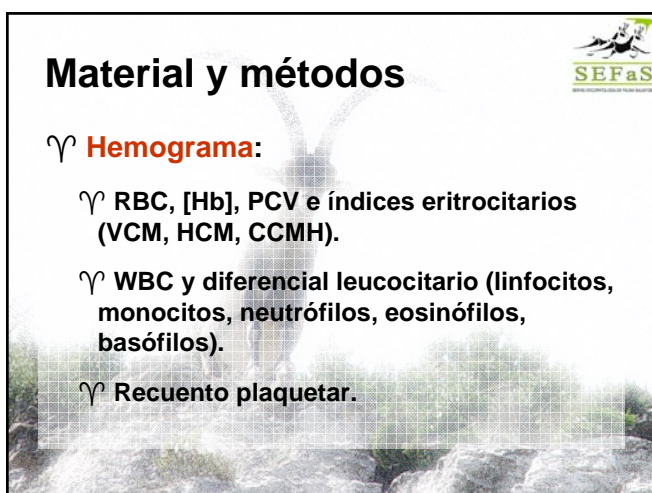 Material y métodos
SEFaS
♈ Hemograma:
♈ RBC, [Hb], PCV e índices eritrocitarios
(VCM, HCM, CCMH).
♈ WBC y diferencial leucocitario (linfocitos,
monocitos, neutrófilos, eosinófilos,
basófilos).
♈ Recuento plaquetar.